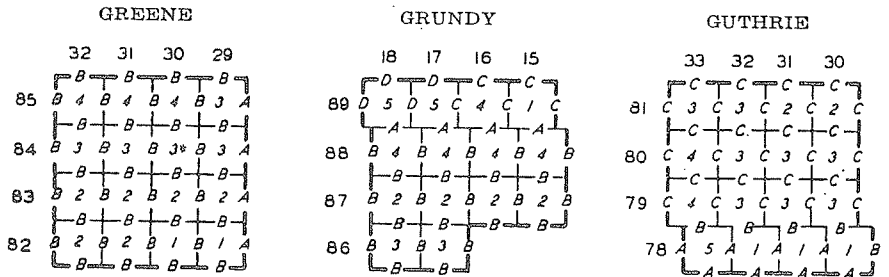 GREENE GRUNDY GUTHRIE
32 31 30 29
B B B B
85 B 4 B 4 B 4 B 3 A
B B B B
84 B 3 B 3 B 3* B 3 A
B B B B
83 B 2 B 2 B 2 B 2 A
B B B B
82 B 2 B 2 B 1 B 1 A
B B B B
18 17 16 15
D D C C
89 D 5 D 5 C 4 C 1 C
A A A A
88 B 4 B 4 B 4 B 4 B
B B B B
87 B 2 B 2 B 2 B 2 B
B B B B
86 B 3 B 3 B
B B
33 32 31 30
C C C C
81 C 3 C 3 C 2 C 2 C
C C C C
80 C 4 C 3 C 3 C 3 C
C C C C
79 C 4 C 3 C 3 C 3 C
B B B
78 A 5 A 1 A 1 A 1 B
A A A A